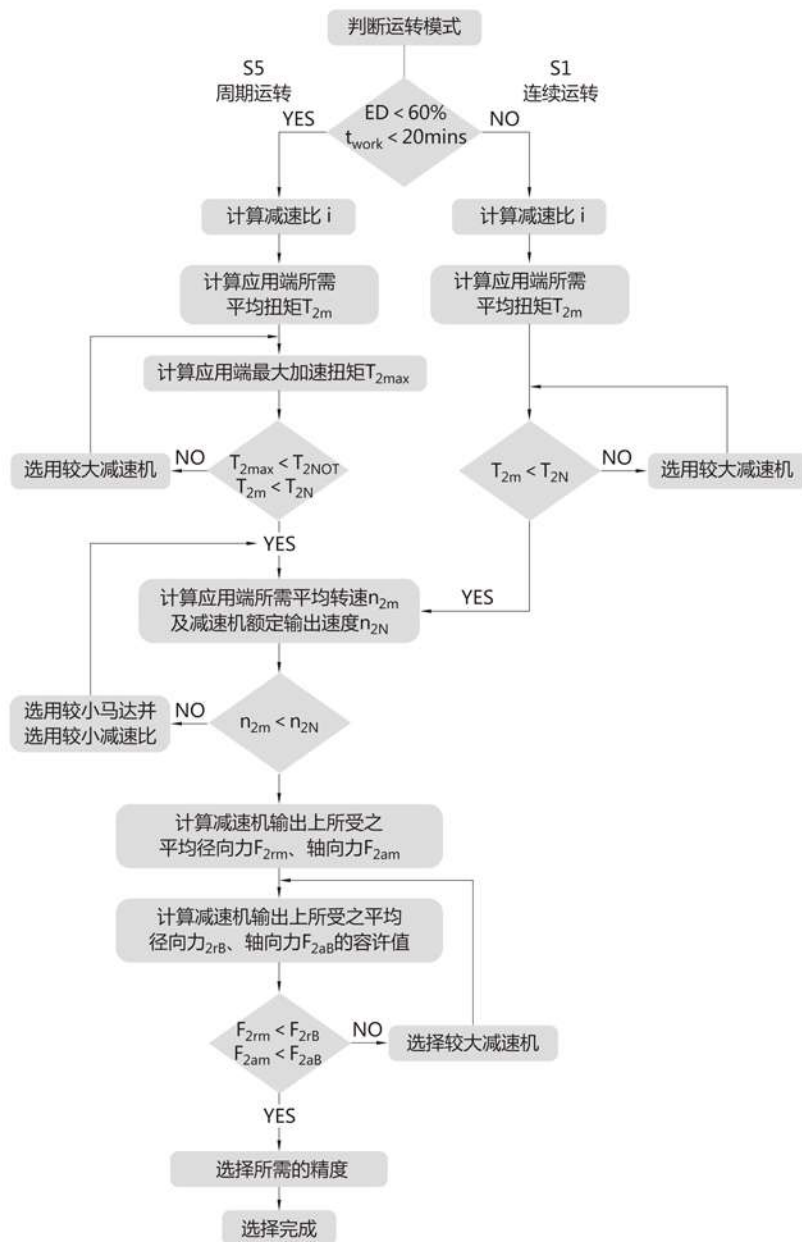 判断运转模式
S5
周期运转
S1
连续运转
YES
ED < 60%
t_work < 20mins
NO
计算减速比 i
计算减速比 i
计算应用端所需
平均扭矩T_2m
计算应用端所需
平均扭矩T_2m
计算应用端最大加速扭矩T_2max
选用较大减速机
NO
T_2max < T_2NOT
T_2m < T_2N
T_2m < T_2N
NO
选用较大减速机
YES
计算应用端所需平均转速n_2m
及减速机额定输出速度n_2N
YES
选用较小马达并
选用较小减速比
NO
n_2m < n_2N
计算减速机输出上所受之
平均径向力F_2rm、轴向力F_2am
计算减速机输出上所受之平均
径向力_2rB、轴向力F_2aB的容许值
F_2rm < F_2rB
F_2am < F_2aB
NO
选择较大减速机
YES
选择所需的精度
选择完成